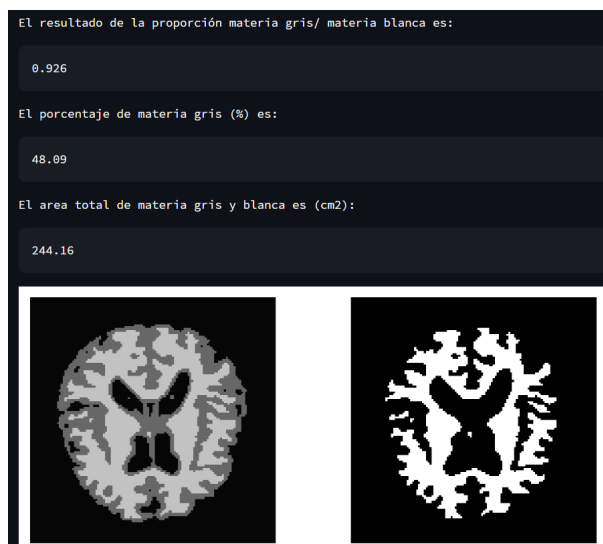 El resultado de la proporción materia gris/ materia blanca es:
0.926
El porcentaje de materia gris (%) es:
48.09
El area total de materia gris y blanca es (cm2):
244.16